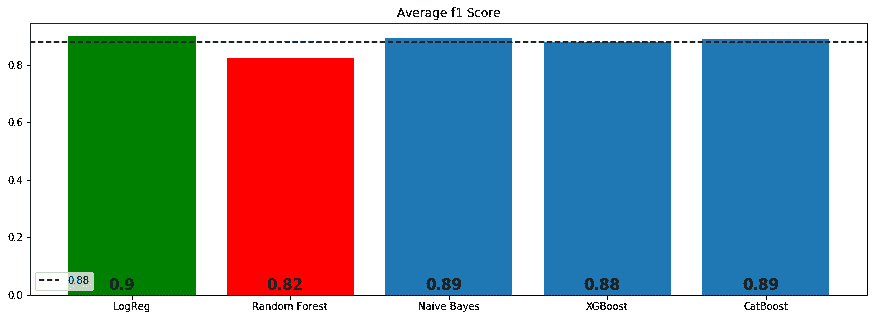 Average f1 Score
0.8
0.6
0.4
0.2
0.0
0.88
0.9
0.82
0.89
0.88
0.89
LogReg
Random Forest
Naive Bayes
XGBoost
CatBoost